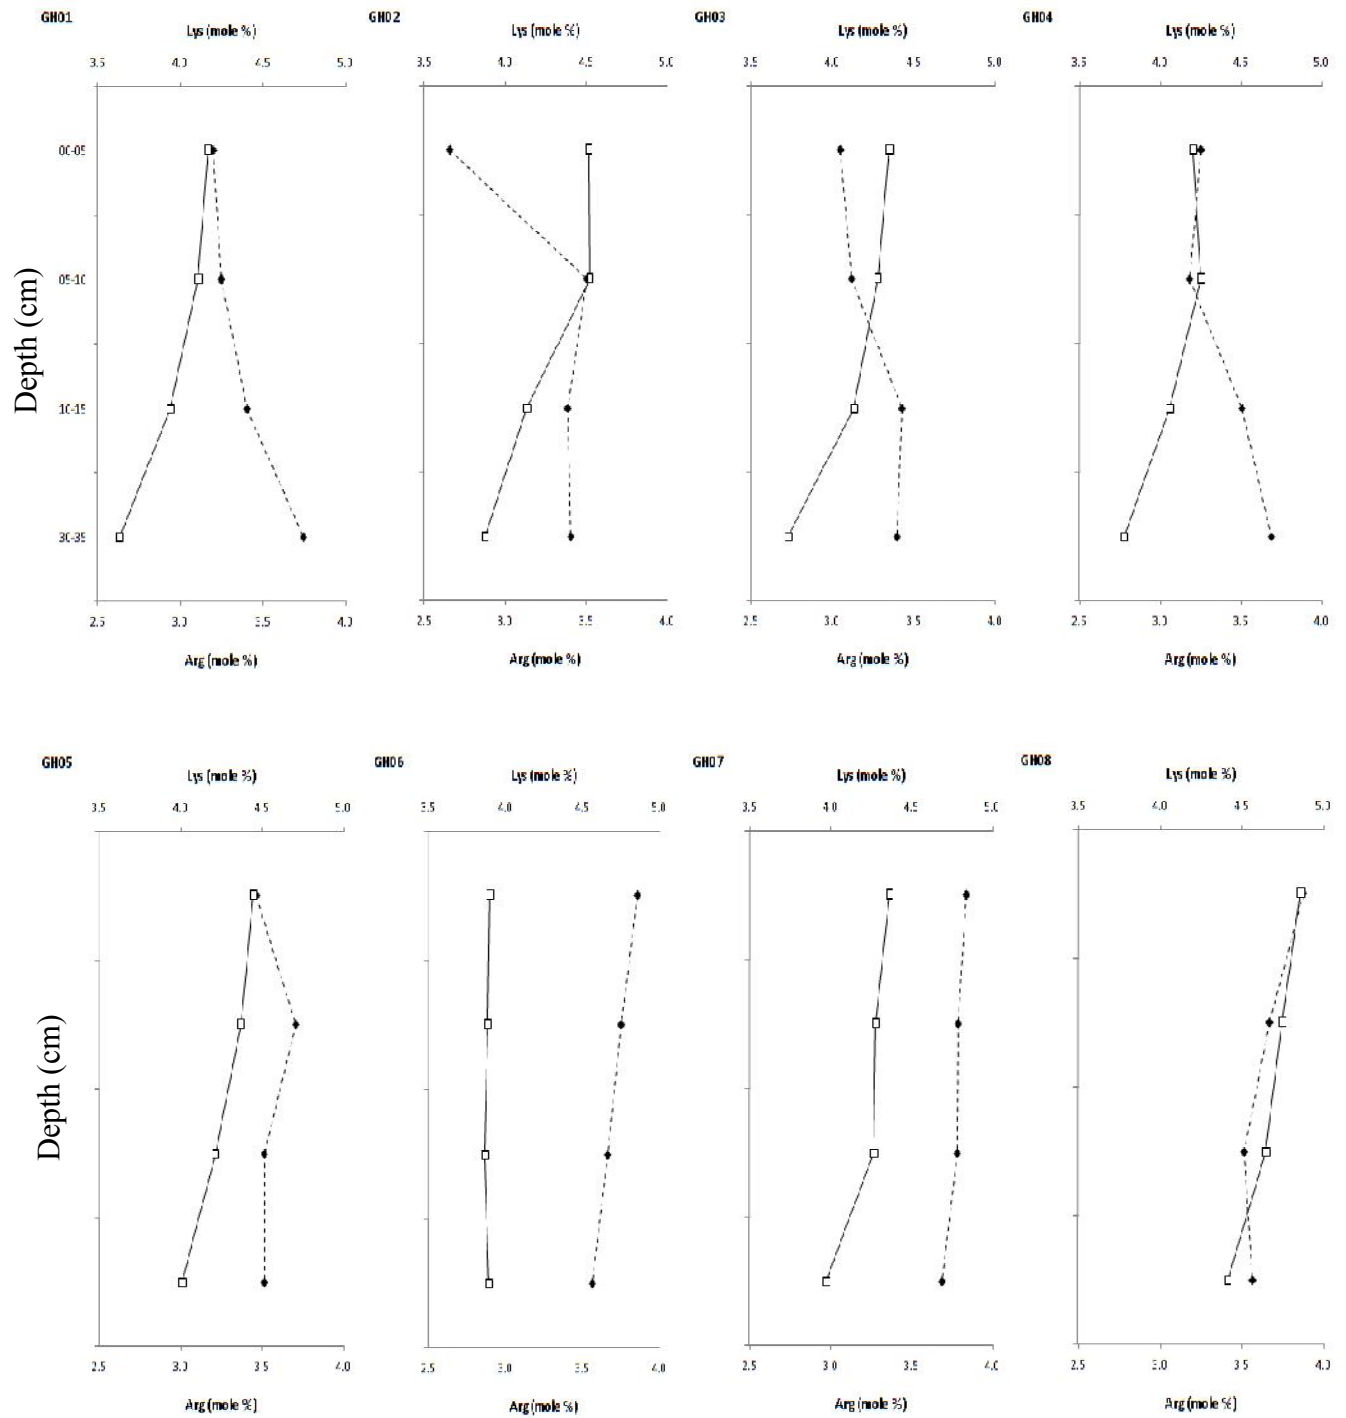 GH01 GH02 GH03 GH04
Lys (mole %) Lys (mole %) Lys (mole %) Lys (mole %)
3.5 4.0 4.5 5.0 3.5 4.0 4.5 5.0 3.5 4.0 4.5 5.0 3.5 4.0 4.5 5.0
00-05
05-10
Depth (cm)
10-15
30-35
2.5 3.0 3.5 4.0 2.5 3.0 3.5 4.0 2.5 3.0 3.5 4.0 2.5 3.0 3.5 4.0
Arg (mole %) Arg (mole %) Arg (mole %) Arg (mole %)
GH05 GH06 GH07 GH08
Lys (mole %) Lys (mole %) Lys (mole %) Lys (mole %)
3.5 4.0 4.5 5.0 3.5 4.0 4.5 5.0 3.5 4.0 4.5 5.0 3.5 4.0 4.5 5.0
Depth (cm)
2.5 3.0 3.5 4.0 2.5 3.0 3.5 4.0 2.5 3.0 3.5 4.0 2.5 3.0 3.5 4.0
Arg (mole %) Arg (mole %) Arg (mole %) Arg (mole %)